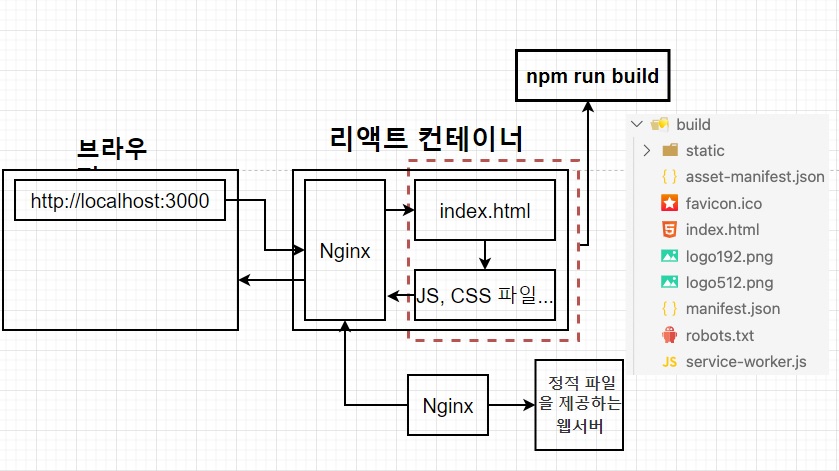 npm run build
리액트 컨테이너
브라우
http://localhost:3000
Nginx
index.html
JS, CSS 파일...
Nginx
정적 파일
을 제공하는
웹서버
build
static
asset-manifest.json
favicon.ico
index.html
logo192.png
logo512.png
manifest.json
robots.txt
JS service-worker.js